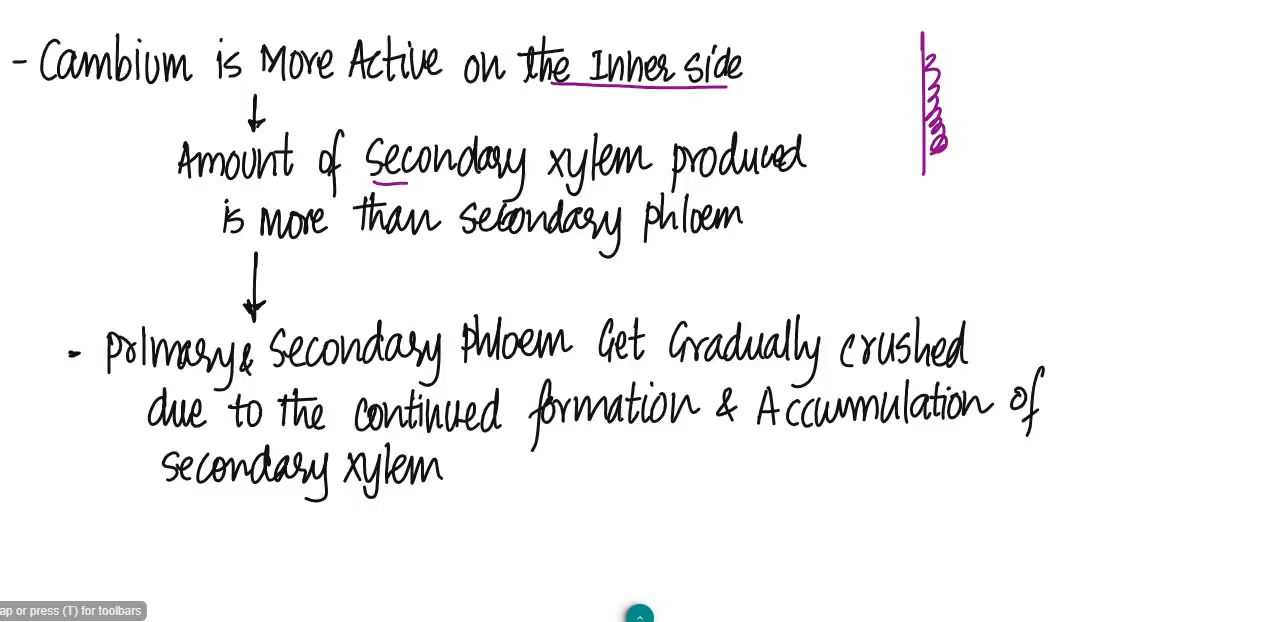 - Cambium is More Active on the Inner side
↓
Amount of secondary xylem produced
is more than secondary phloem
↓
- Primary & Secondary Phloem Get Gradually crushed
due to the continued formation & Accumulation of
secondary xylem
ap or press (T) for toolbars